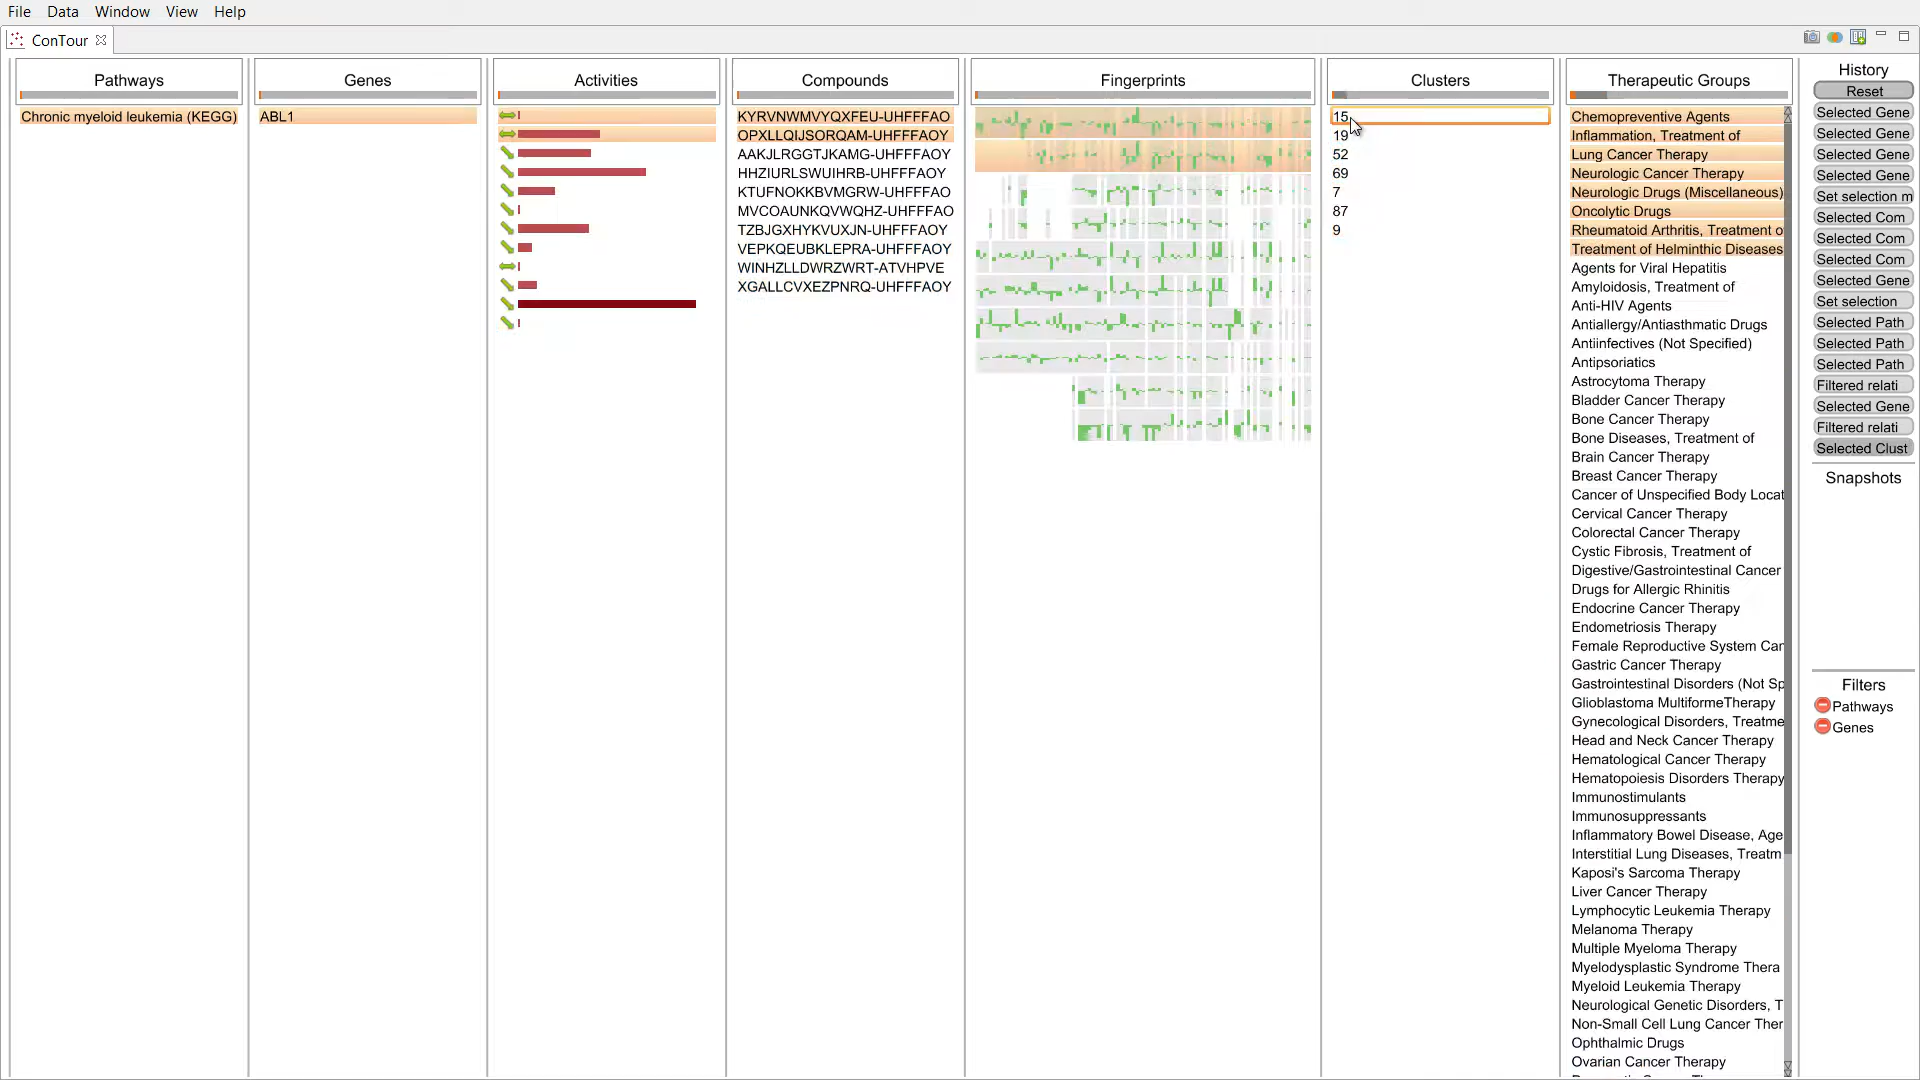 File Data Window View Help
ConTour
Pathways
Chronic myeloid leukemia (KEGG)
Genes
ABL1
Activities
Compounds
KYRVNWMVYQXFEU-UHFFFAO
OPXLLQIJSORQAM-UHFFFAOY
AAKJLRGGTJKAMG-UHFFFAOY
HHZIURLSWUIHRB-UHFFFAOY
KTUFNOKKBVMGRW-UHFFFAO
MVCOAUNKQVWQHZ-UHFFFAO
TZBJGXHYKVUXJN-UHFFFAOY
VEPKQEUBKLEPRA-UHFFFAOY
WINHZLLDWRZWRT-ATVHPVE
XGALLCVXEZPNRQ-UHFFFAOY
Fingerprints
Clusters
15
19
52
69
7
87
9
Therapeutic Groups
Chemopreventive Agents
Inflammation, Treatment of
Lung Cancer Therapy
Neurologic Cancer Therapy
Neurologic Drugs (Miscellaneous)
Oncolytic Drugs
Rheumatoid Arthritis, Treatment o
Treatment of Helminthic Diseases
Agents for Viral Hepatitis
Amyloidosis, Treatment of
Anti-HIV Agents
Antiallergy/Antiasthmatic Drugs
Antiinfectives (Not Specified)
Antipsoriatics
Astrocytoma Therapy
Bladder Cancer Therapy
Bone Cancer Therapy
Bone Diseases, Treatment of
Brain Cancer Therapy
Breast Cancer Therapy
Cancer of Unspecified Body Locat
Cervical Cancer Therapy
Colorectal Cancer Therapy
Cystic Fibrosis, Treatment of
Digestive/Gastrointestinal Cancer
Drugs for Allergic Rhinitis
Endocrine Cancer Therapy
Endometriosis Therapy
Female Reproductive System Can
Gastric Cancer Therapy
Gastrointestinal Disorders (Not Sp
Glioblastoma MultiformeTherapy
Gynecological Disorders, Treatme
Head and Neck Cancer Therapy
Hematological Cancer Therapy
Hematopoiesis Disorders Therapy
Immunostimulants
Immunosuppressants
Inflammatory Bowel Disease, Age
Interstitial Lung Diseases, Treatm
Kaposi's Sarcoma Therapy
Liver Cancer Therapy
Lymphocytic Leukemia Therapy
Melanoma Therapy
Multiple Myeloma Therapy
Myelodysplastic Syndrome Thera
Myeloid Leukemia Therapy
Neurological Genetic Disorders, T
Non-Small Cell Lung Cancer Ther
Ophthalmic Drugs
Ovarian Cancer Therapy
History
Reset
Selected Gene
Selected Gene
Selected Gene
Selected Gene
Set selection m
Selected Com
Selected Com
Selected Com
Selected Gene
Set selection
Selected Path
Selected Path
Selected Path
Filtered relati
Selected Gene
Filtered relati
Selected Clust
Snapshots
Filters
Pathways
Genes